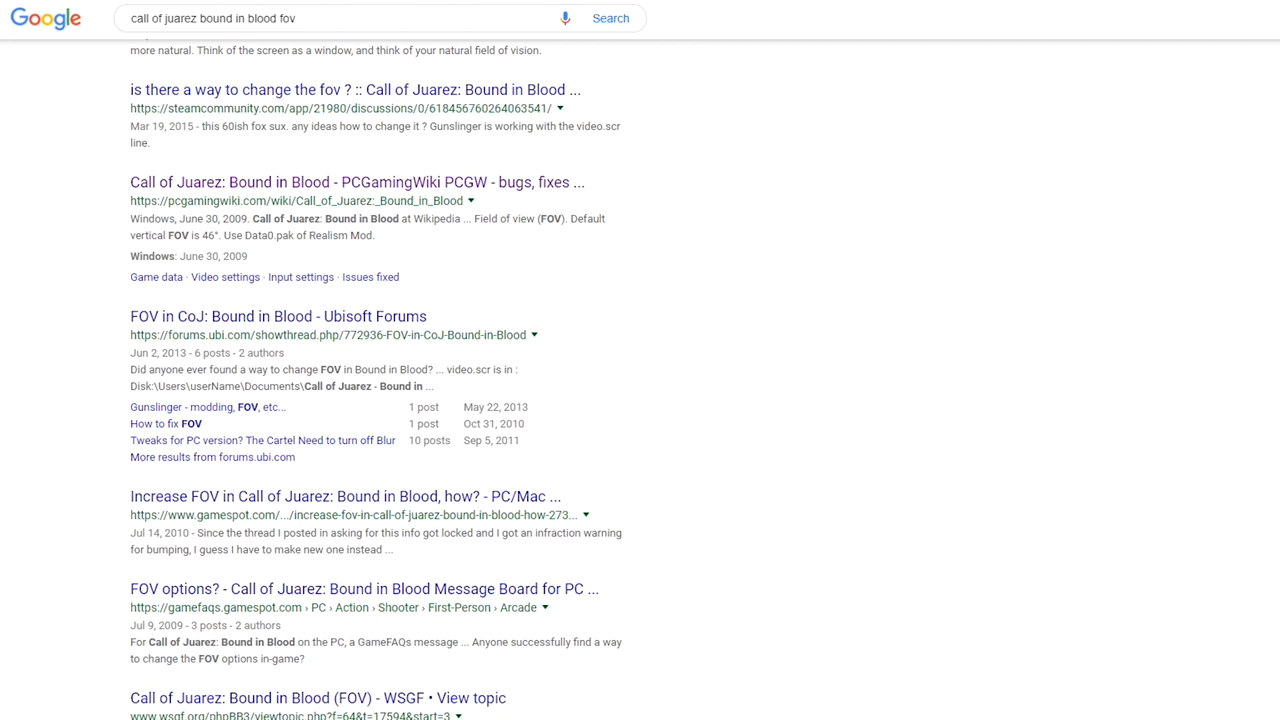 Google
call of juarez bound in blood fov
Search
more natural. Think of the screen as a window, and think of your natural field of vision.
is there a way to change the fov ? :: Call of Juarez: Bound in Blood ...
https://steamcommunity.com/app/21980/discussions/0/618456760264063541/
Mar 19, 2015 - this 60ish fox sux. any ideas how to change it ? Gunslinger is working with the video.scr
line.
Call of Juarez: Bound in Blood - PCGamingWiki PCGW - bugs, fixes ...
https://pcgamingwiki.com/wiki/Call_of_Juarez:_Bound_in_Blood
Windows, June 30, 2009. Call of Juarez: Bound in Blood at Wikipedia ... Field of view (FOV). Default
vertical FOV is 46°. Use Data0.pak of Realism Mod.
Windows: June 30, 2009
Game data · Video settings · Input settings · Issues fixed
FOV in CoJ: Bound in Blood - Ubisoft Forums
https://forums.ubi.com/showthread.php/772936-FOV-in-CoJ-Bound-in-Blood
Jun 2, 2013 - 6 posts - 2 authors
Did anyone ever found a way to change FOV in Bound in Blood? ... video.scr is in :
Disk:\Users\userName\Documents\Call of Juarez - Bound in ...
Gunslinger - modding, FOV, etc... 1 post May 22, 2013
How to fix FOV 1 post Oct 31, 2010
Tweaks for PC version? The Cartel Need to turn off Blur 10 posts Sep 5, 2011
More results from forums.ubi.com
Increase FOV in Call of Juarez: Bound in Blood, how? - PC/Mac ...
https://www.gamespot.com/.../increase-fov-in-call-of-juarez-bound-in-blood-how-273...
Jul 14, 2010 - Since the thread I posted in asking for this info got locked and I got an infraction warning
for bumping, I guess I have to make new one instead ...
FOV options? - Call of Juarez: Bound in Blood Message Board for PC ...
https://gamefaqs.gamespot.com › PC › Action › Shooter › First-Person › Arcade
Jul 9, 2009 - 3 posts - 2 authors
For Call of Juarez: Bound in Blood on the PC, a GameFAQs message ... Anyone successfully find a way
to change the FOV options in-game?
Call of Juarez: Bound in Blood (FOV) - WSGF • View topic
www.wsgf.org/phpBB3/viewtopic.php?f=64&t=17594&start=3